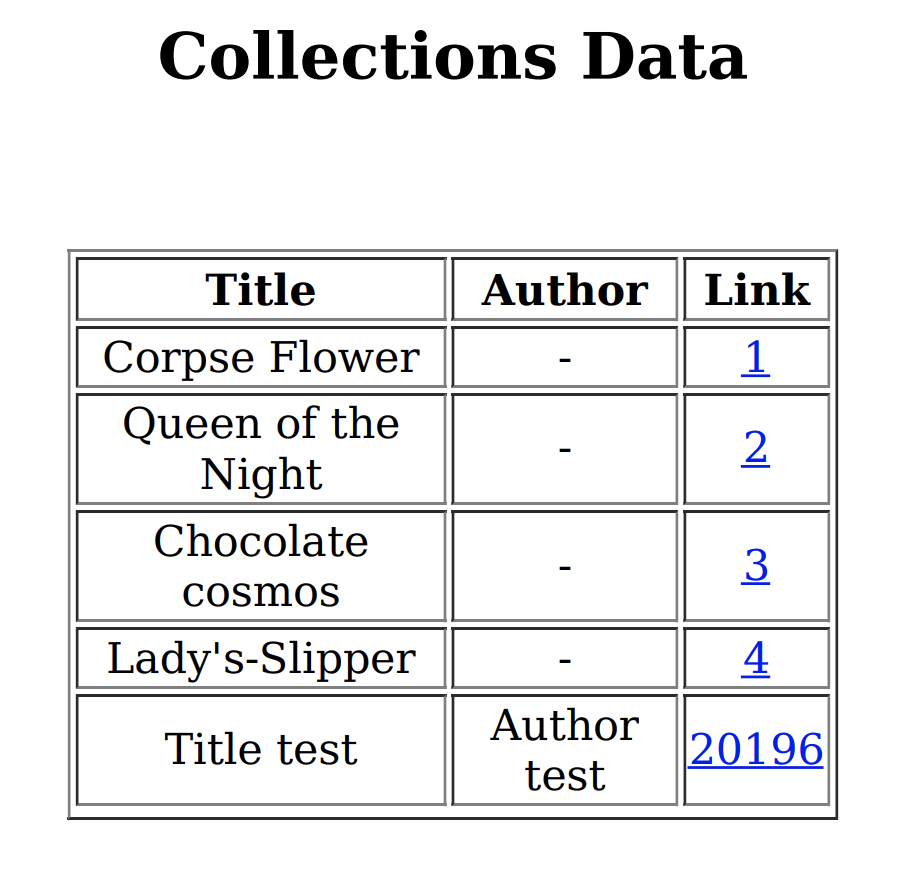 Collections Data
Title Author Link
Corpse Flower - 1
Queen of the
Night - 2
Chocolate
cosmos - 3
Lady's-Slipper - 4
Title test Author
test 20196